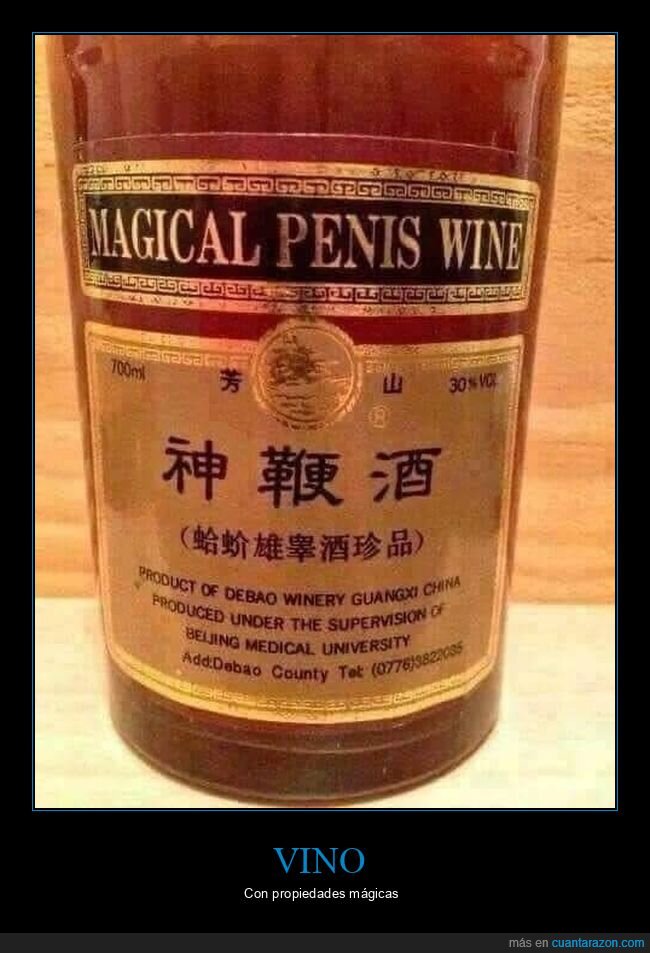 MAGICAL PENIS WINE
700ml 芳 山 30% VOL
®
神鞭酒
(蛤蚧雄睾酒珍品)
PRODUCT OF DEBAO WINERY GUANGXI CHINA
PRODUCED UNDER THE SUPERVISION OF
BEIJING MEDICAL UNIVERSITY
Add:Debao County Tel: (0776)3822035
VINO
Con propiedades mágicas
más en cuantarazon.com